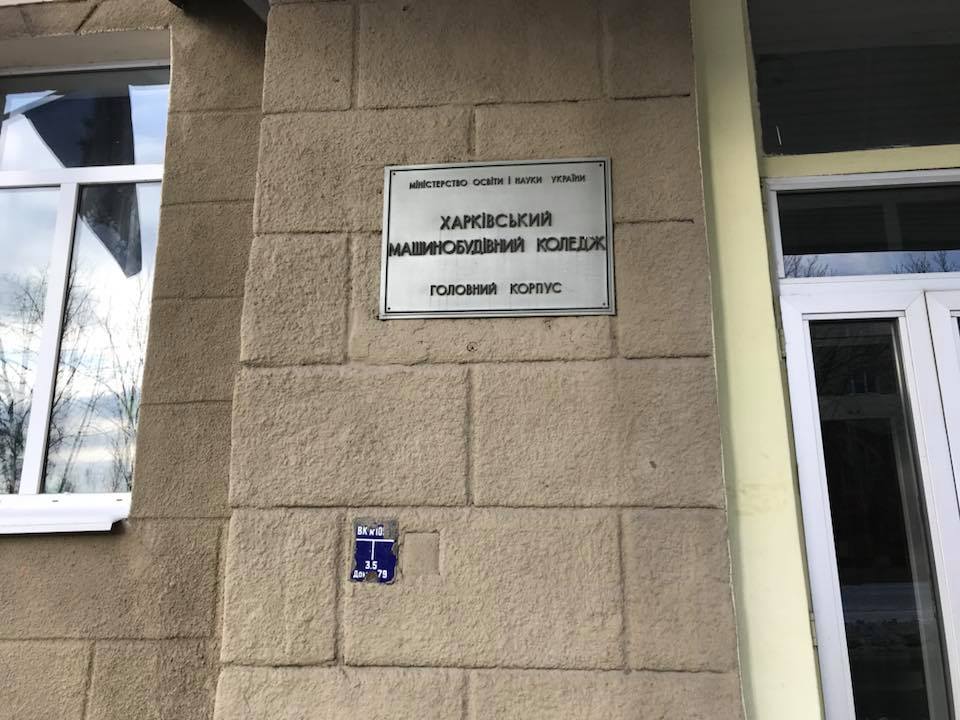 МІНІСТЕРСТВО ОСВІТИ І НАУКИ УКРАЇНИ
ХАРКІВСЬКИЙ
МАШИНОБУДІВНИЙ КОЛЕДЖ
ГОЛОВНИЙ КОРПУС
ВК
3.5
79